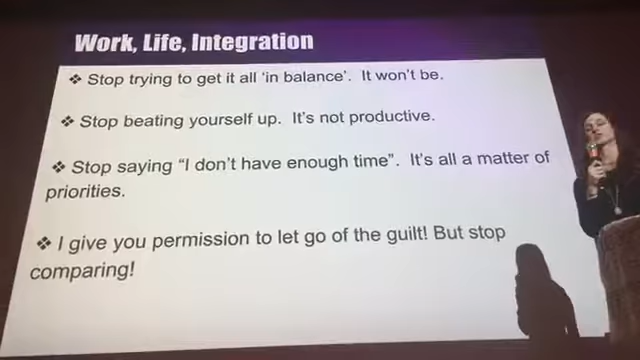 Work, Life, Integration
❖ Stop trying to get it all ‘in balance’. It won’t be.
❖ Stop beating yourself up. It’s not productive.
❖ Stop saying “I don’t have enough time”. It’s all a matter of
priorities.
❖ I give you permission to let go of the guilt! But stop
comparing!